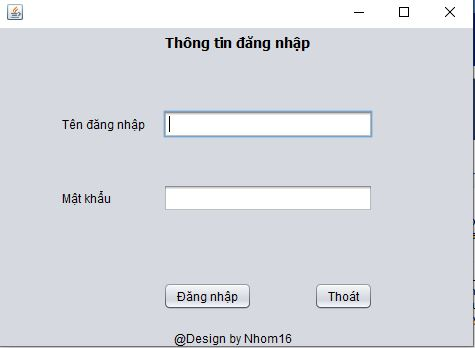 Thông tin đăng nhập
Tên đăng nhập
Mật khẩu
Đăng nhập Thoát
@Design by Nhom16